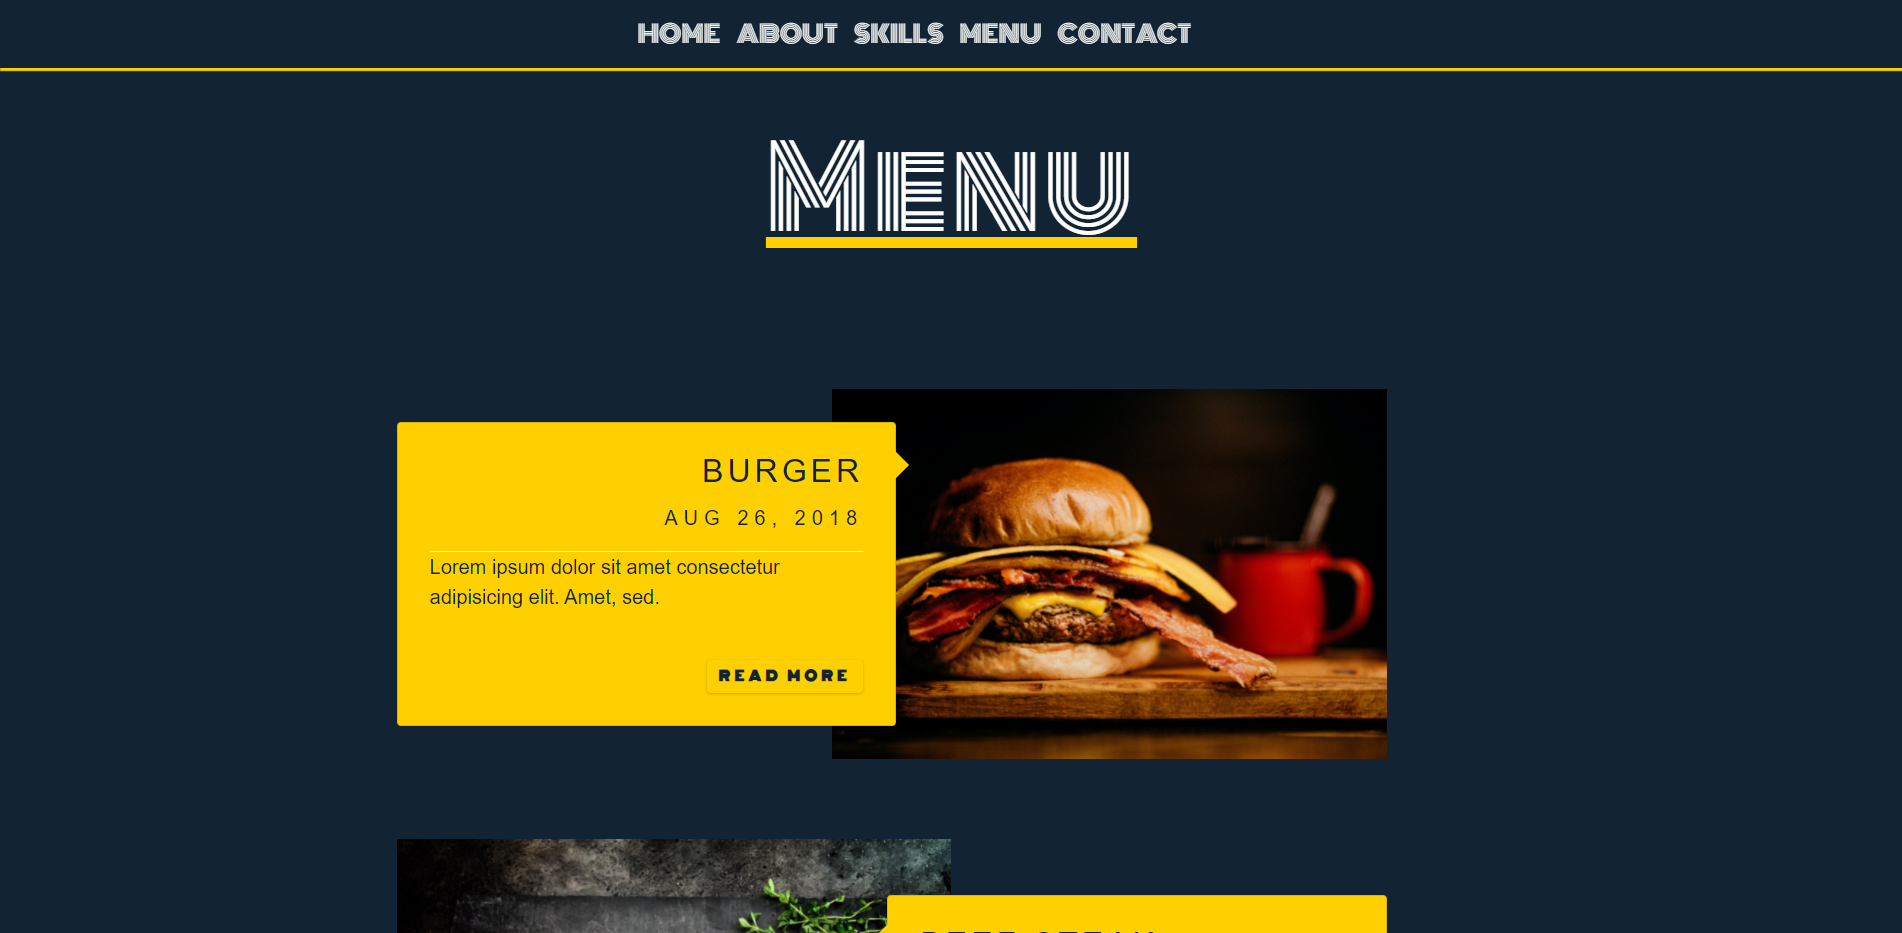 HOME ABOUT SKILLS MENU CONTACT
MENU
BURGER
AUG 26, 2018
Lorem ipsum dolor sit amet consectetur
adipisicing elit. Amet, sed.
READ MORE